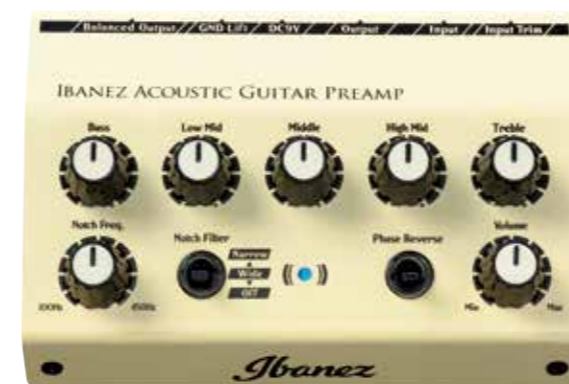 Balanced Output GND Lift DC9V Output Input Input Trim
IBANEZ ACOUSTIC GUITAR PREAMP
Bass Low Mid Middle High Mid Treble
Notch Freq. Notch Filter Phase Reverse Volume
Narrow
Wide
Off
100Hz 450Hz Min Max
Ibanez